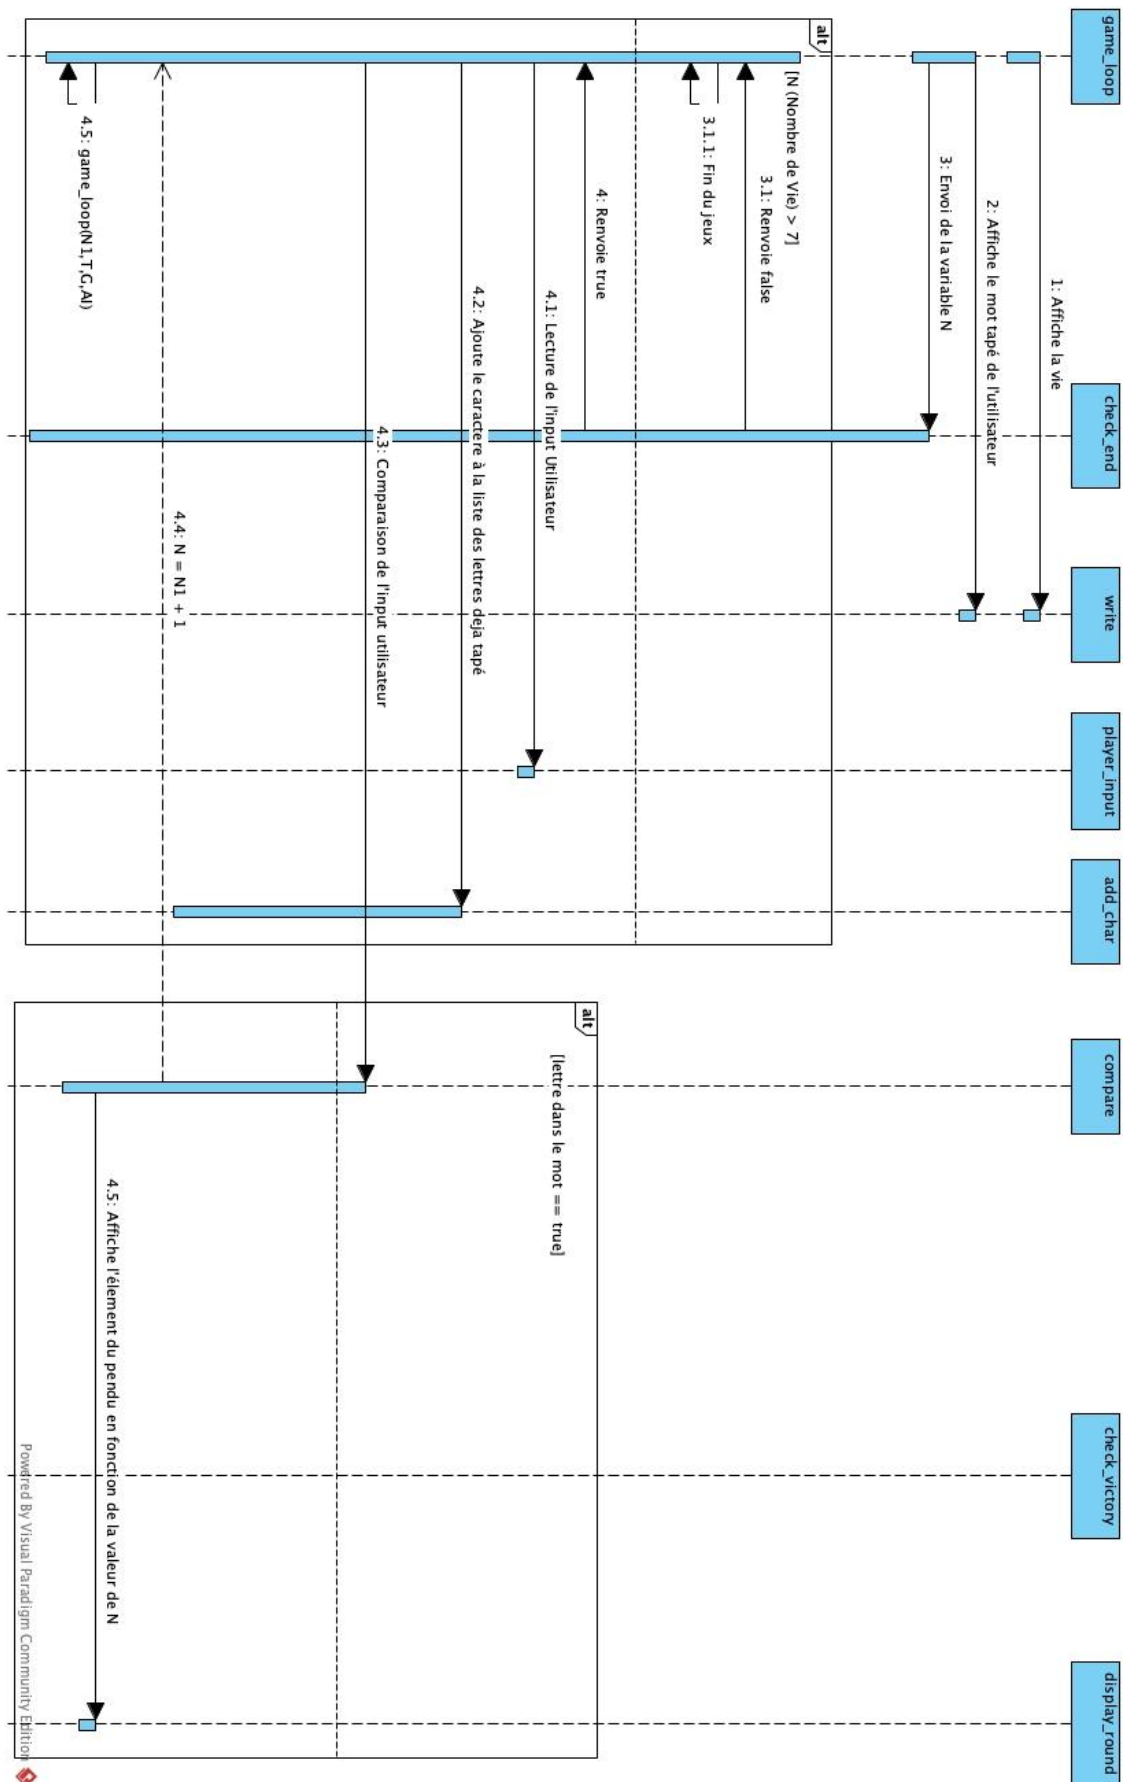 game_loop
check_end
write
player_input
add_char
compare
check_victory
display_round
1: Affiche la vie
2: Affiche le mot tapé de l'utilisateur
3: Envoi de la variable N
alt
[N (Nombre de Vie) > 7]
3.1: Renvoie false
3.1.1: Fin du jeux
4: Renvoie true
alt
[lettre dans le mot == true]
4.1: Lecture de l'input Utilisateur
4.2: Ajoute le caractere à la liste des lettres deja tapé
4.3: Comparaison de l'input utilisateur
4.4: N = N1 + 1
4.5: Affiche l'élement du pendu en fonction de la valeur de N
4.5: game_loop(N1,T,G,Al)
Powered By Visual Paradigm Community Edition